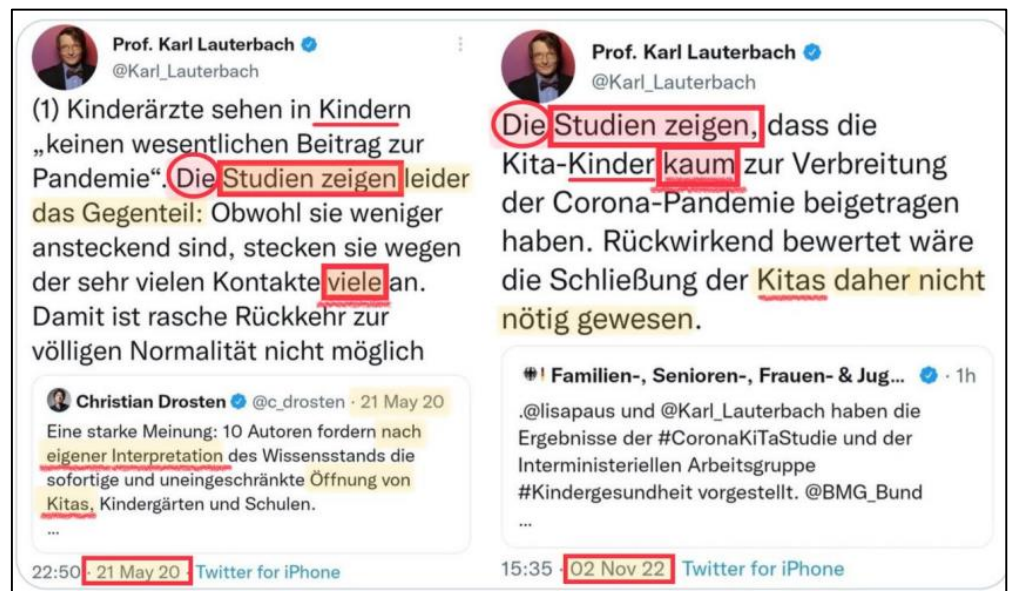 Prof. Karl Lauterbach
@Karl_Lauterbach
(1) Kinderärzte sehen in Kindern
„keinen wesentlichen Beitrag zur
Pandemie“. Die Studien zeigen leider
das Gegenteil: Obwohl sie weniger
ansteckend sind, stecken sie wegen
der sehr vielen Kontakte viele an.
Damit ist rasche Rückkehr zur
völligen Normalität nicht möglich
Christian Drosten @c_drosten · 21 May 20
Eine starke Meinung: 10 Autoren fordern nach
eigener Interpretation des Wissensstands die
sofortige und uneingeschränkte Öffnung von
Kitas, Kindergärten und Schulen.
...
22:50 · 21 May 20 · Twitter for iPhone
Prof. Karl Lauterbach
@Karl_Lauterbach
Die Studien zeigen, dass die
Kita-Kinder kaum zur Verbreitung
der Corona-Pandemie beigetragen
haben. Rückwirkend bewertet wäre
die Schließung der Kitas daher nicht
nötig gewesen.
Familien-, Senioren-, Frauen- & Jug... · 1h
.@lisapaus und @Karl_Lauterbach haben die
Ergebnisse der #CoronaKiTaStudie und der
Interministeriellen Arbeitsgruppe
#Kindergesundheit vorgestellt. @BMG_Bund
...
15:35 · 02 Nov 22 Twitter for iPhone